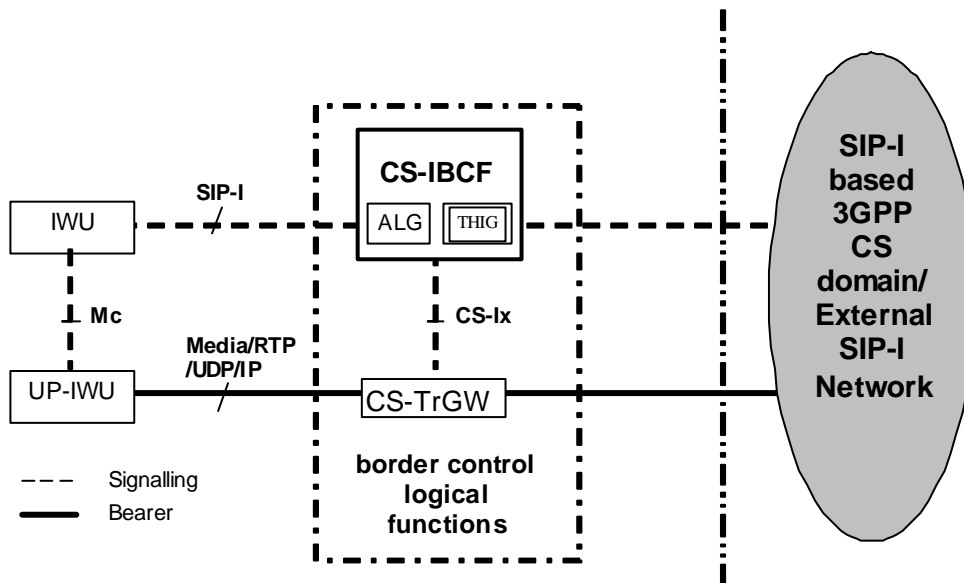 CS-IBCF
SIP-I
IWU
ALG
THIG
Mc
CS-Ix
Media/RTP
/UDP/IP
UP-IWU
CS-TrGW
border control
logical
functions
Signalling
Bearer
SIP-I
based
3GPP
CS
domain/
External
SIP-I
Network